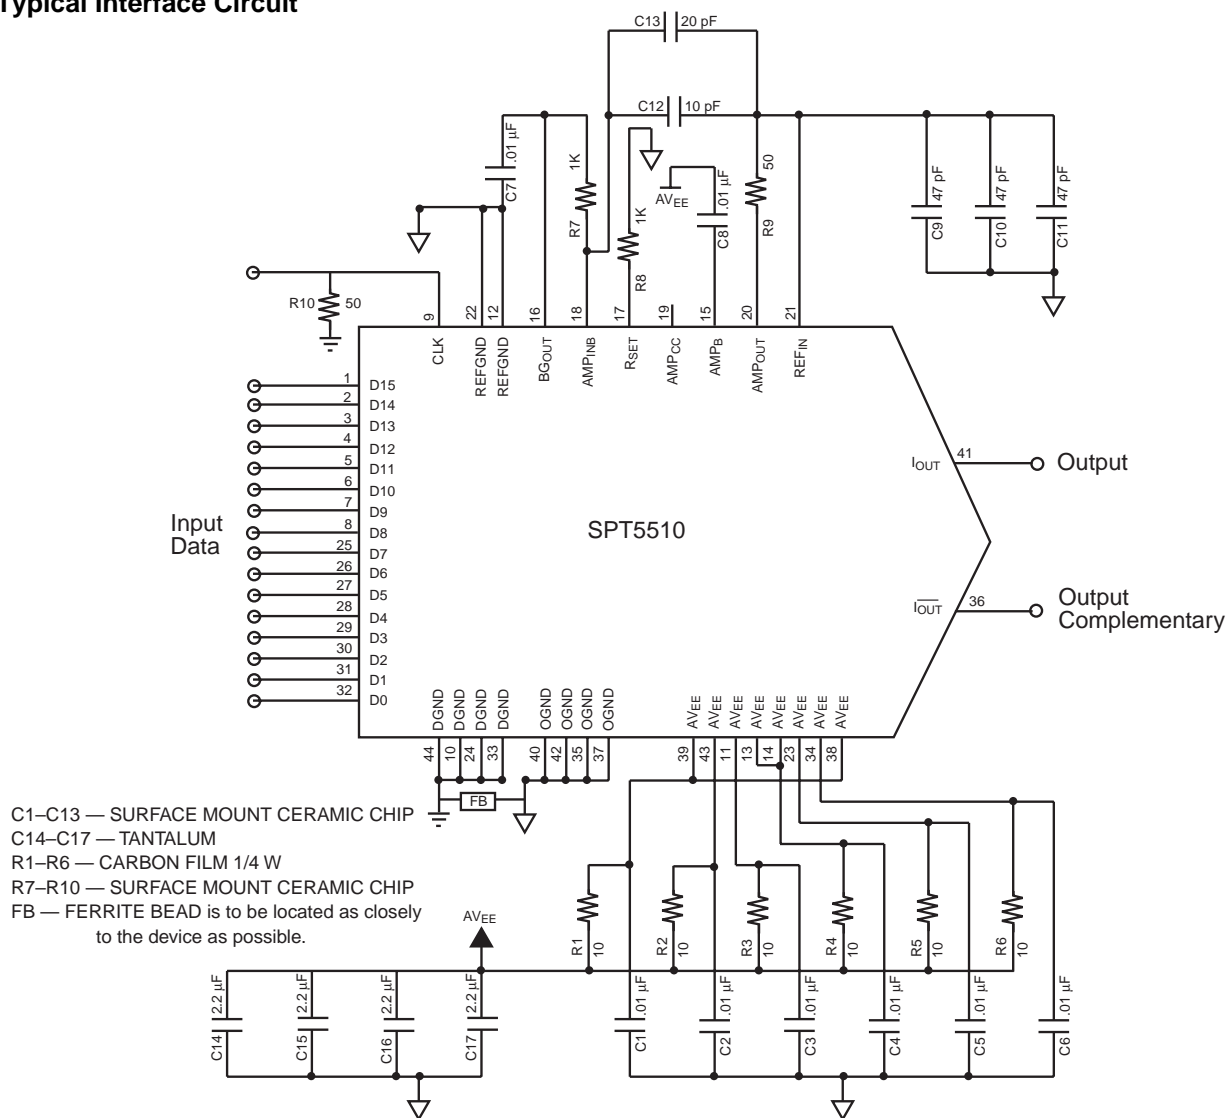 Typical Interface Circuit
C13
20 pF
C12
10 pF
.01 µF
C7
1K
R7
1K
R8
AVEE
.01 µF
C8
50
R9
47 pF
C9
47 pF
C10
47 pF
C11
R10
50
9
22
12
16
18
17
19
15
20
21
CLK
REFGND
REFGND
BGOUT
AMPINB
RSET
AMPCC
AMPB
AMPOUT
REFIN
1 D15
2 D14
3 D13
4 D12
5 D11
6 D10
7 D9
8 D8
25 D7
26 D6
27 D5
28 D4
29 D3
30 D2
31 D1
32 D0
Input
Data
SPT5510
IOUT
41
Output
IOUT
36
Output
Complementary
DGND
DGND
DGND
DGND
OGND
OGND
OGND
OGND
AVEE
AVEE
AVEE
AVEE
AVEE
AVEE
AVEE
AVEE
44
10
24
33
40
42
35
37
39
43
11
13
14
23
34
38
FB
C1–C13 — SURFACE MOUNT CERAMIC CHIP
C14–C17 — TANTALUM
R1–R6 — CARBON FILM 1/4 W
R7–R10 — SURFACE MOUNT CERAMIC CHIP
FB — FERRITE BEAD is to be located as closely
to the device as possible.
AVEE
R1
10
R2
10
R3
10
R4
10
R5
10
R6
10
2.2 µF
C14
2.2 µF
C15
2.2 µF
C16
2.2 µF
C17
.01 µF
C1
.01 µF
C2
.01 µF
C3
.01 µF
C4
.01 µF
C5
.01 µF
C6